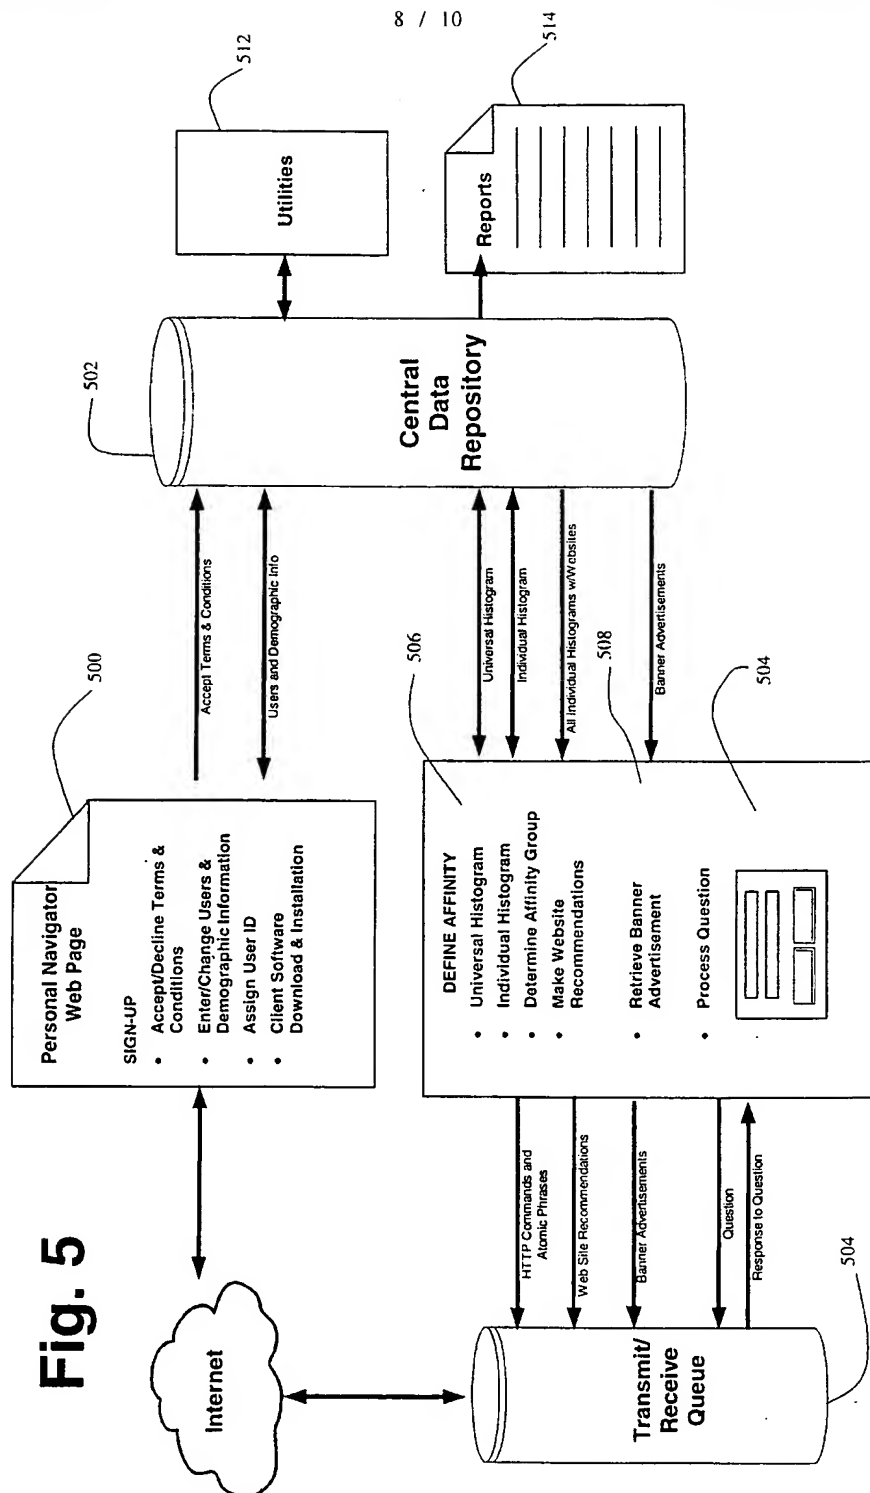 8 / 10
Fig. 5
Internet
500
Personal Navigator
Web Page
SIGN-UP
• Accept/Decline Terms &
Conditions
• Enter/Change Users &
Demographic Information
• Assign User ID
• Client Software
Download & Installation
Accept Terms & Conditions
Users and Demographic Info
502
Central
Data
Repository
512
Utilities
514
Reports
504
Transmit/
Receive
Queue
HTTP Commands and
Atomic Phrases
Web Site Recommendations
Banner Advertisements
Question
Response to Question
506
DEFINE AFFINITY
• Universal Histogram
• Individual Histogram
• Determine Affinity Group
• Make Website
Recommendations
508
• Retrieve Banner
Advertisement
504
• Process Question
Universal Histogram
Individual Histogram
All Individual Histograms w/Websites
Banner Advertisements